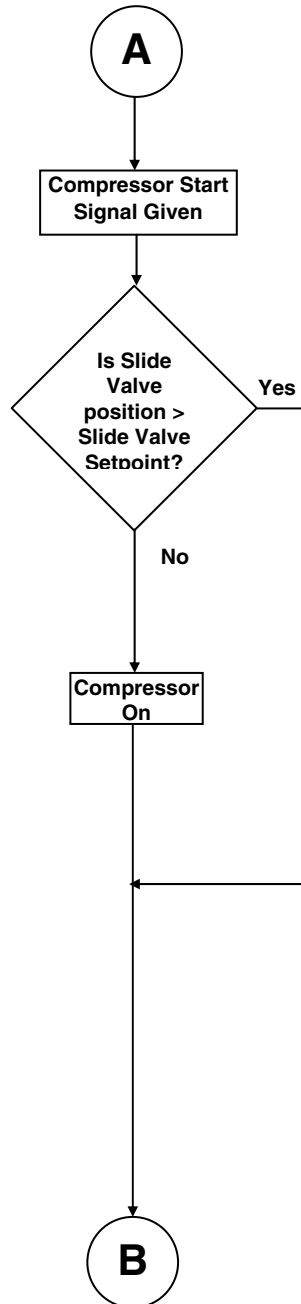 A
Compressor Start
Signal Given
Is Slide
Valve
position >
Slide Valve
Setpoint?
Yes
No
Compressor
On
B